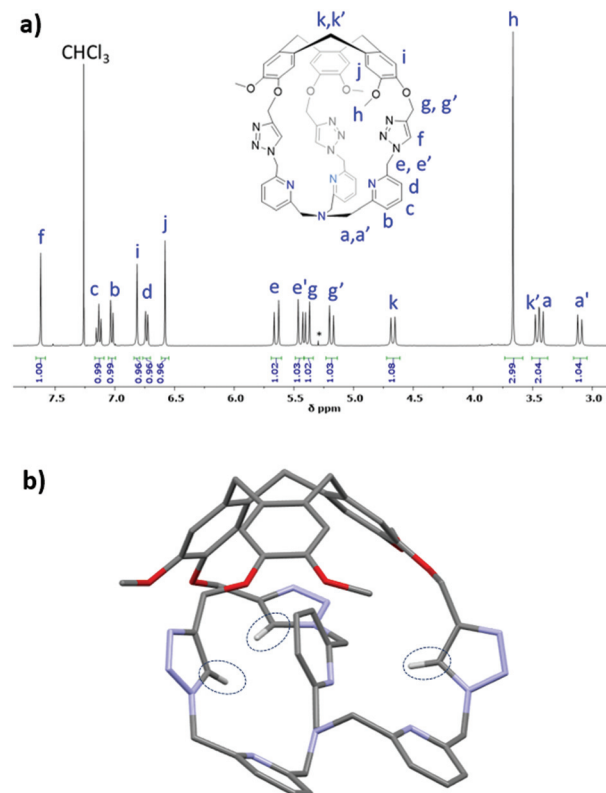 a)
k,k'
h
CHCl3
j
i
O
O
O
O
O
O
h
g, g'
N
N
N
N
N
N
N
N
N
f
e, e'
N
N
N
d
c
N
b
a,a'
f
c
b
i
d
j
e
e'
g
g'
*
k
k'
a
a'
1.00
0.99
0.99
0.96
0.96
0.96
1.02
1.03
1.02
1.03
1.08
2.99
2.04
1.04
7.5
7.0
6.5
6.0
5.5
5.0
4.5
4.0
3.5
3.0
δ ppm
b)